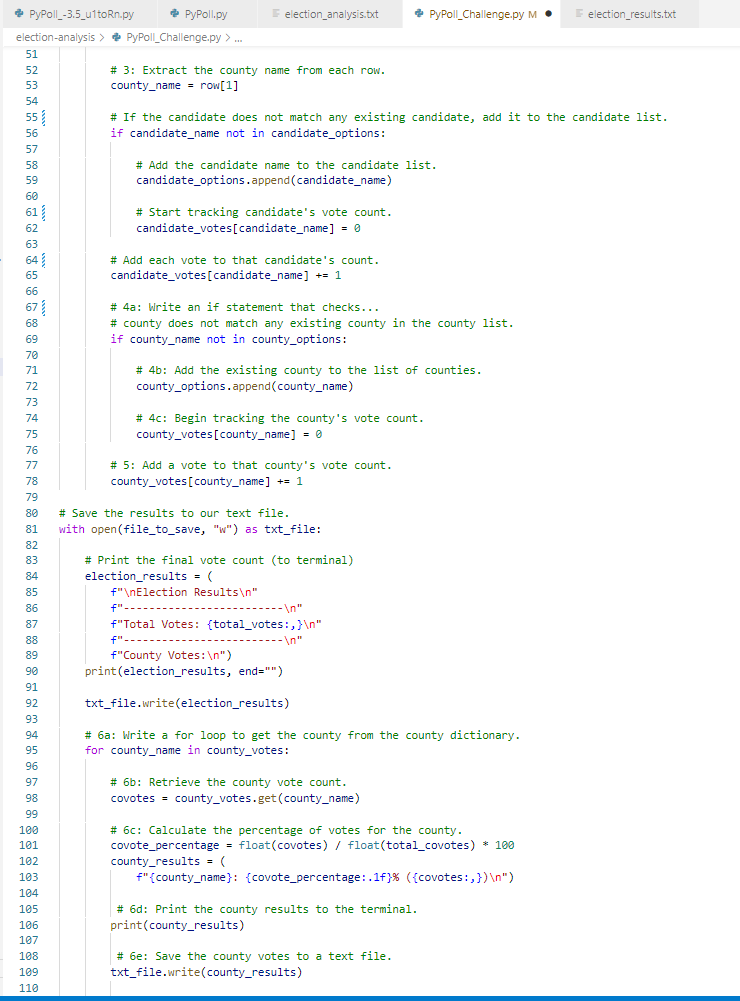 PyPoll_-3.5_u1toRn.py PyPoll.py election_analysis.txt PyPoll_Challenge.py M election_results.txt
election-analysis > PyPoll_Challenge.py > ...
51
52 # 3: Extract the county name from each row.
53 county_name = row[1]
54
55 # If the candidate does not match any existing candidate, add it to the candidate list.
56 if candidate_name not in candidate_options:
57
58 # Add the candidate name to the candidate list.
59 candidate_options.append(candidate_name)
60
61 # Start tracking candidate's vote count.
62 candidate_votes[candidate_name] = 0
63
64 # Add each vote to that candidate's count.
65 candidate_votes[candidate_name] += 1
66
67 # 4a: Write an if statement that checks...
68 # county does not match any existing county in the county list.
69 if county_name not in county_options:
70
71 # 4b: Add the existing county to the list of counties.
72 county_options.append(county_name)
73
74 # 4c: Begin tracking the county's vote count.
75 county_votes[county_name] = 0
76
77 # 5: Add a vote to that county's vote count.
78 county_votes[county_name] += 1
79
80 # Save the results to our text file.
81 with open(file_to_save, "w") as txt_file:
82
83 # Print the final vote count (to terminal)
84 election_results = (
85 f"\nElection Results\n"
86 f"-------------------------\n"
87 f"Total Votes: {total_votes:,}\n"
88 f"-------------------------\n"
89 f"County Votes:\n")
90 print(election_results, end="")
91
92 txt_file.write(election_results)
93
94 # 6a: Write a for loop to get the county from the county dictionary.
95 for county_name in county_votes:
96
97 # 6b: Retrieve the county vote count.
98 covotes = county_votes.get(county_name)
99
100 # 6c: Calculate the percentage of votes for the county.
101 covote_percentage = float(covotes) / float(total_covotes) * 100
102 county_results = (
103 f"{county_name}: {covote_percentage:.1f}% ({covotes:,})\n")
104
105 # 6d: Print the county results to the terminal.
106 print(county_results)
107
108 # 6e: Save the county votes to a text file.
109 txt_file.write(county_results)
110